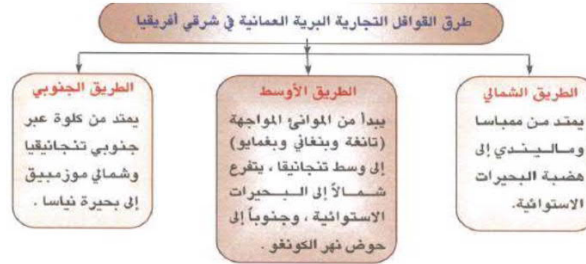 طرق القوافل التجارية البرية العمانية في شرقي أفريقيا
الطريق الشمالي
يمتد من ممباسا
وماليندي إلى
هضبة البحيرات
الاستوائية.
الطريق الأوسط
يبدأ من الموانئ المواجهة
(تانغة وبنغاني وبغمايو)
إلى وسط تنجانيقا ، يتفرع
شمالاً إلى البحيرات
الاستوائية ، وجنوباً إلى
حوض نهر الكونغو .
الطريق الجنوبي
يمتد من كلوة عبر
جنوبي تنجانيقيا
وشمالي موزمبيق
إلى بحيرة نياسا .